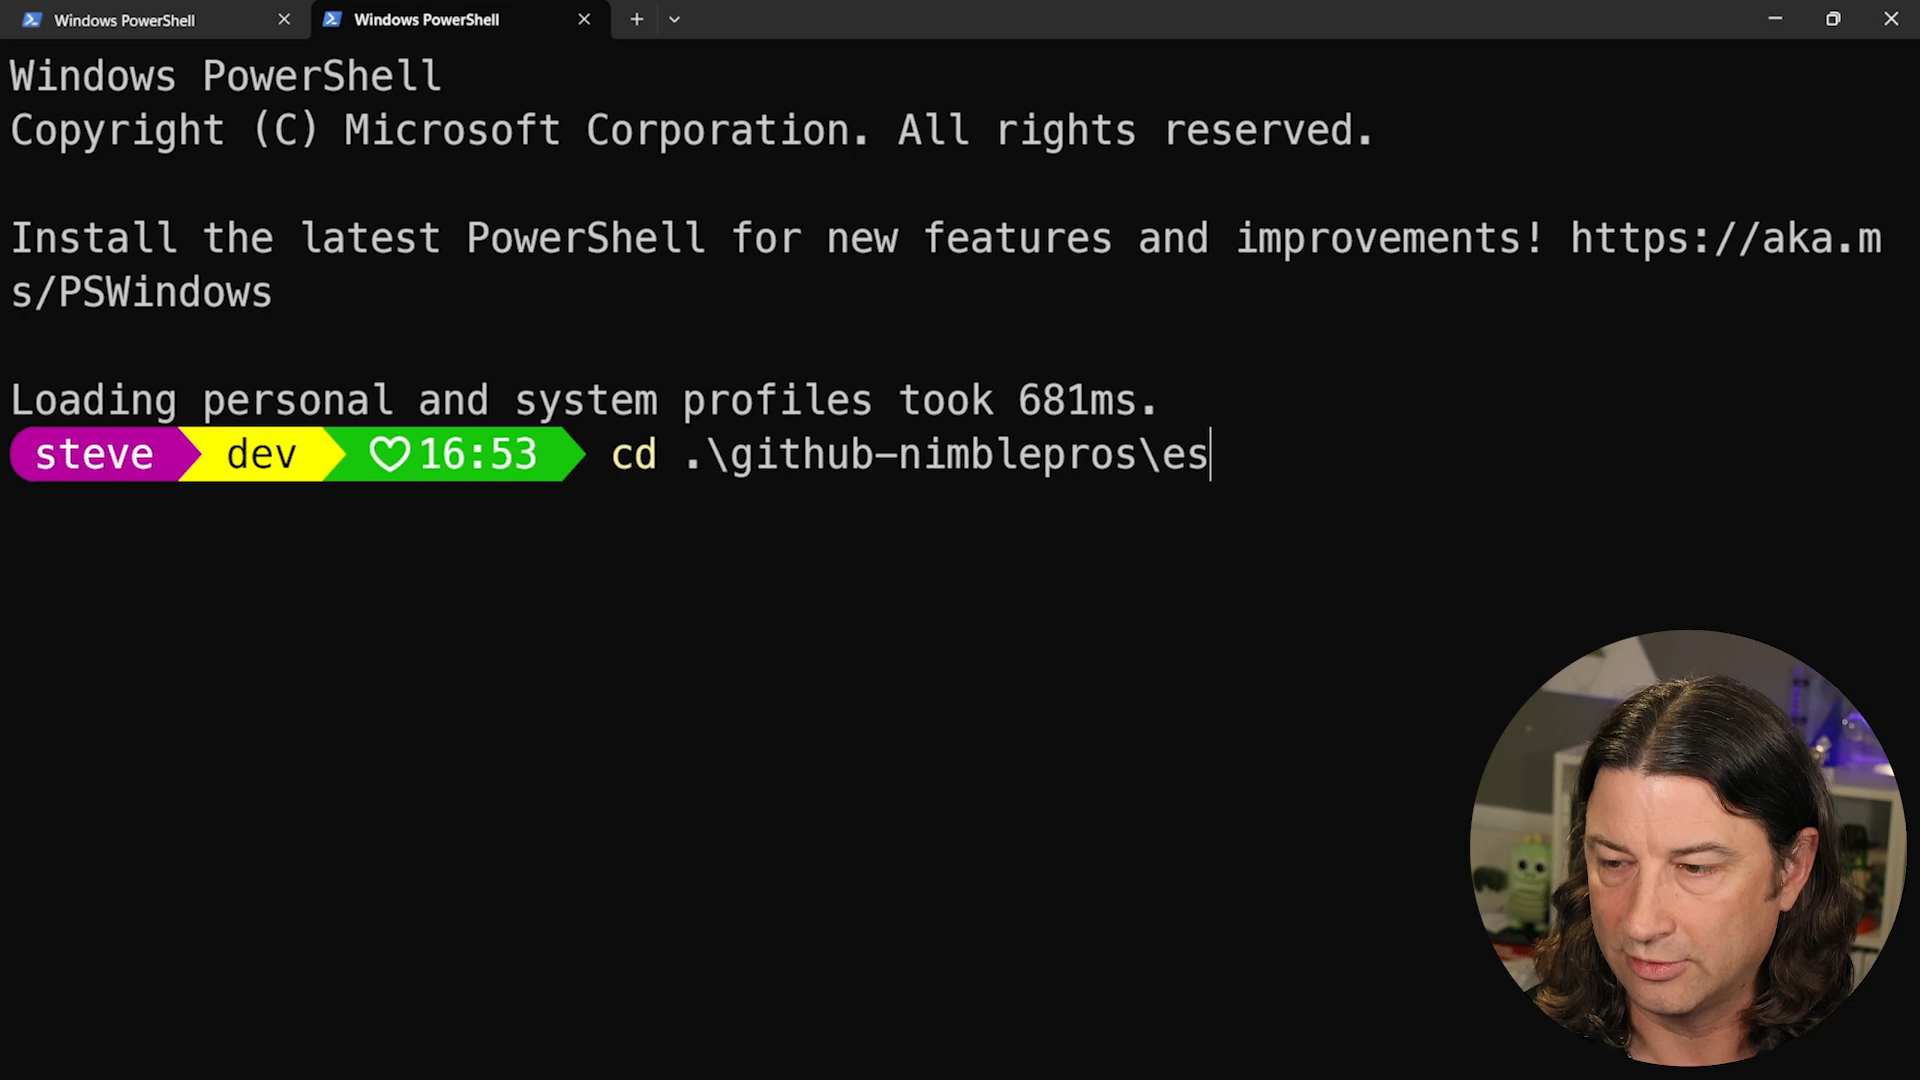 Windows PowerShell
Windows PowerShell
Windows PowerShell
Copyright (C) Microsoft Corporation. All rights reserved.
Install the latest PowerShell for new features and improvements! https://aka.m
s/PSWindows
Loading personal and system profiles took 681ms.
steve dev ♡16:53 cd .\github-nimblepros\es